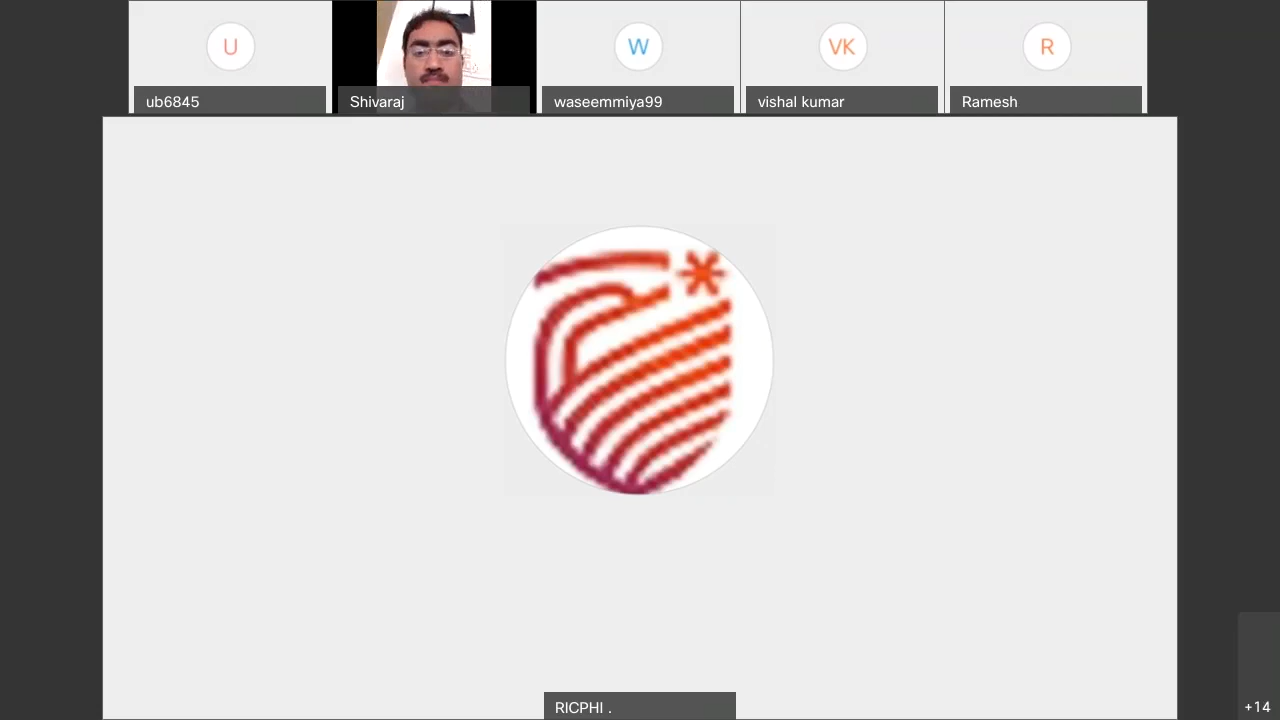 U
W
VK
R
ub6845
Shivaraj
waseemmiya99
vishal kumar
Ramesh
RICPHI .
+14